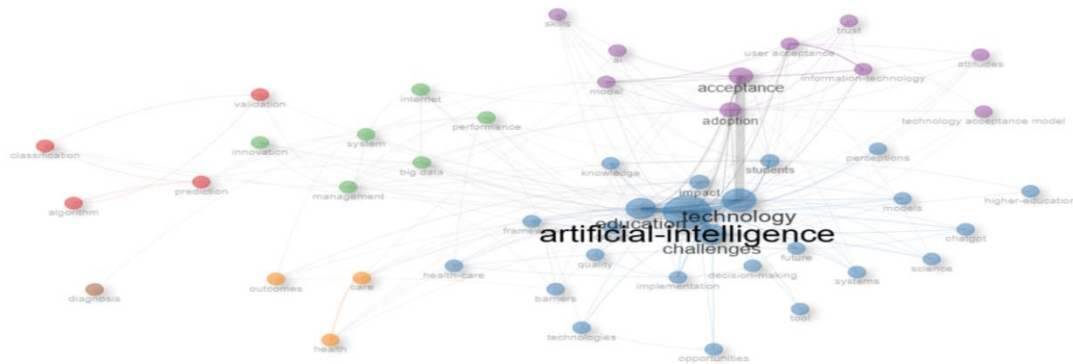 skills
trust
ai
user acceptance
attitudes
model
information-technology
acceptance
internet
validation
adoption
technology acceptance model
performance
system
innovation
classification
perceptions
big data
knowledge
students
prediction
management
impact
models
higher-education
algorithm
technology
education
chatgpt
artificial-intelligence
challenges
future
science
quality
health-care
decision-making
systems
outcomes
care
implementation
diagnosis
barriers
tool
technologies
health
opportunities